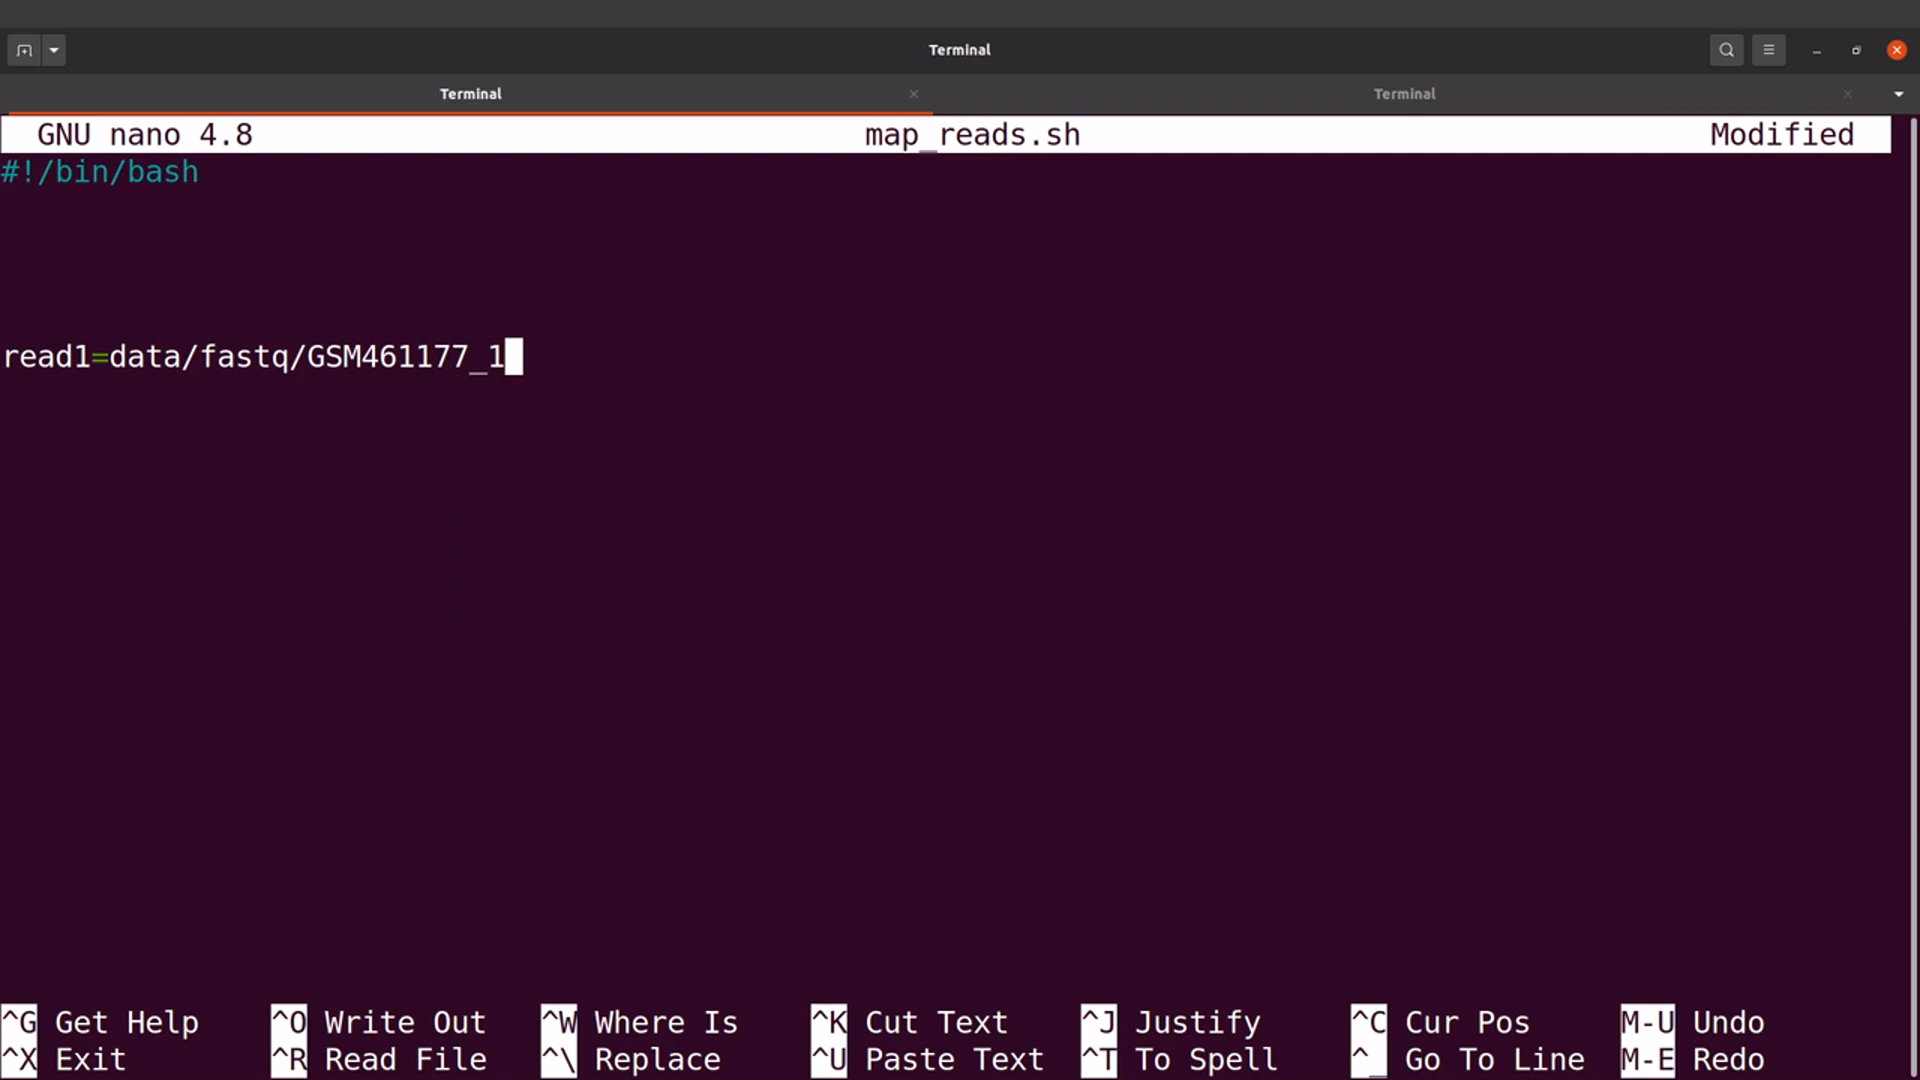 Terminal
Terminal Terminal
GNU nano 4.8 map_reads.sh Modified
#!/bin/bash
read1=data/fastq/GSM461177_1
^G Get Help ^O Write Out ^W Where Is ^K Cut Text ^J Justify ^C Cur Pos M-U Undo
^X Exit ^R Read File ^\ Replace ^U Paste Text ^T To Spell ^_ Go To Line M-E Redo